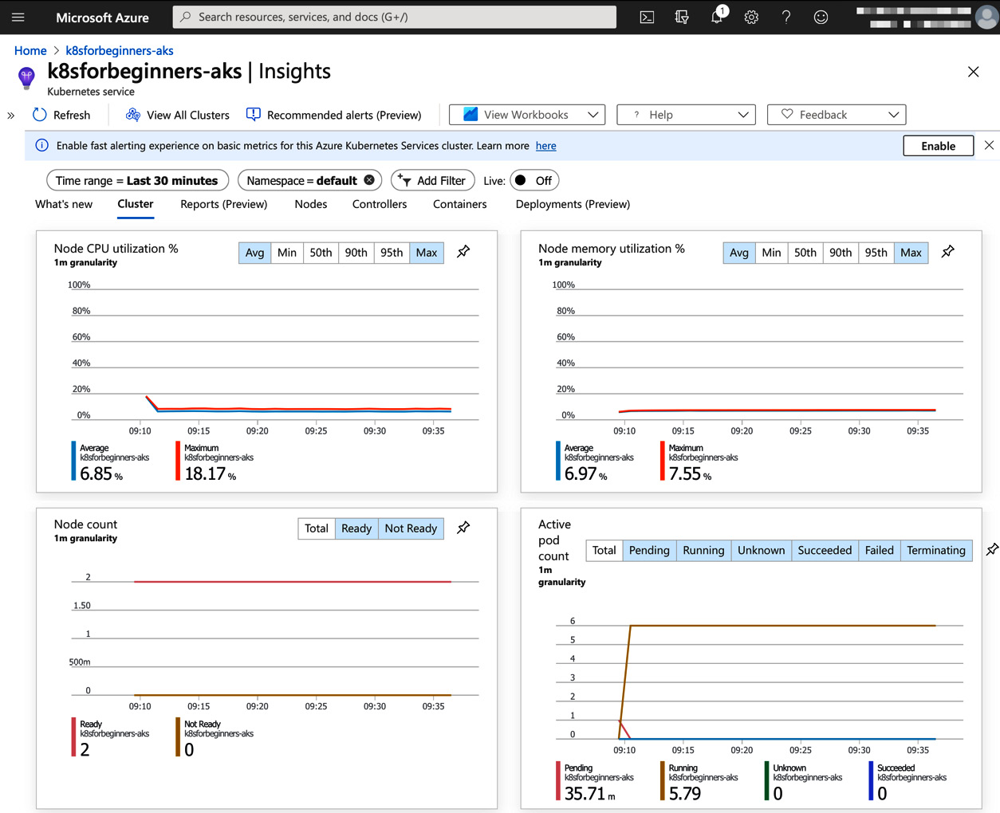 Microsoft Azure
Search resources, services, and docs (G+/)
1
Home > k8sforbeginners-aks
k8sforbeginners-aks | Insights
Kubernetes service
» Refresh View All Clusters Recommended alerts (Preview) View Workbooks ? Help Feedback
Enable fast alerting experience on basic metrics for this Azure Kubernetes Services cluster. Learn more here Enable
Time range = Last 30 minutes Namespace = default Add Filter Live: Off
What's new Cluster Reports (Preview) Nodes Controllers Containers Deployments (Preview)
Node CPU utilization %
1m granularity
Avg Min 50th 90th 95th Max
100%
80%
60%
40%
20%
0%
09:10 09:15 09:20 09:25 09:30 09:35
Average
k8sforbeginners-aks
6.85 %
Maximum
k8sforbeginners-aks
18.17 %
Node memory utilization %
1m granularity
Avg Min 50th 90th 95th Max
100%
80%
60%
40%
20%
0%
09:10 09:15 09:20 09:25 09:30 09:35
Average
k8sforbeginners-aks
6.97 %
Maximum
k8sforbeginners-aks
7.55 %
Node count
1m granularity
Total Ready Not Ready
2
1.50
1
500m
0
09:10 09:15 09:20 09:25 09:30 09:35
Ready
k8sforbeginners-aks
2
Not Ready
k8sforbeginners-aks
0
Active
pod
count
1m
granularity
Total Pending Running Unknown Succeeded Failed Terminating
6
5
4
3
2
1
0
09:10 09:15 09:20 09:25 09:30 09:35
Pending
k8sforbeginners-aks
35.71 m
Running
k8sforbeginners-aks
5.79
Unknown
k8sforbeginners-aks
0
Succeeded
k8sforbeginners-aks
0